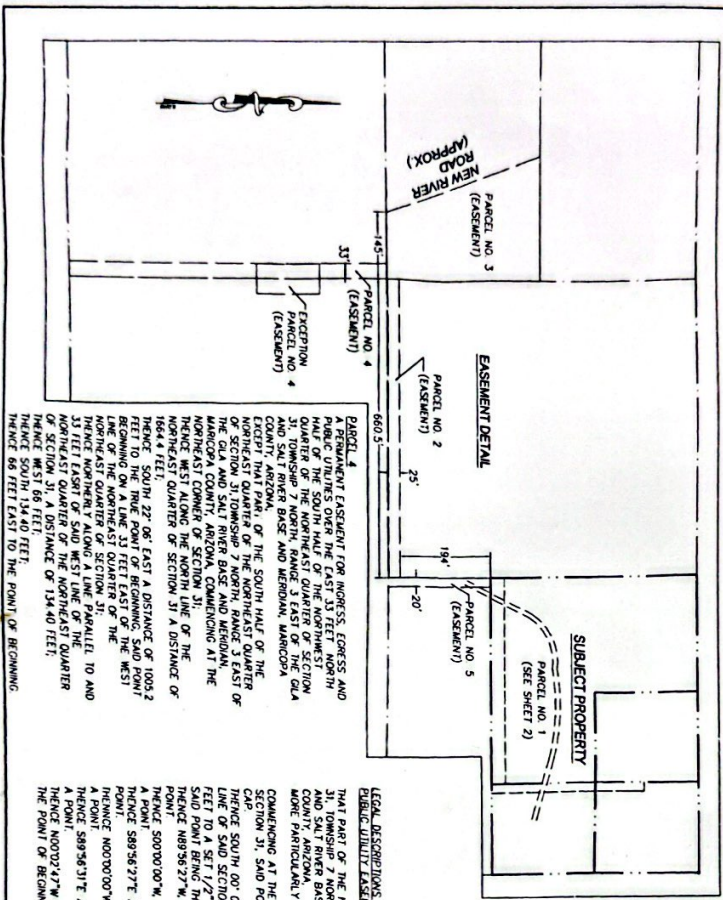 NEW RIVER
ROAD
(APPROX.)
PARCEL NO. 3
(EASEMENT)
145'
33'
PARCEL NO. 4
(EASEMENT)
EXCEPTION
PARCEL NO. 4
(EASEMENT)
EASEMENT DETAIL
PARCEL NO. 2
(EASEMENT)
660.5'
25'
194'
20'
PARCEL NO 5
(EASEMENT)
SUBJECT PROPERTY
PARCEL NO. 1
(SEE SHEET 2)
PARCEL 4
A PERMANENT EASEMENT FOR INGRESS, EGRESS AND
PUBLIC UTILITIES OVER THE EAST 33 FEET NORTH
HALF OF THE SOUTH HALF OF THE NORTHWEST
QUARTER OF THE NORTHEAST QUARTER OF SECTION
31, TOWNSHIP 7 NORTH, RANGE 3 EAST OF THE GILA
AND SALT RIVER BASE AND MERIDIAN, MARICOPA
COUNTY, ARIZONA,
EXCEPT THAT PART OF THE SOUTH HALF OF THE
NORTHEAST QUARTER OF THE NORTHEAST QUARTER
OF SECTION 31, TOWNSHIP 7 NORTH, RANGE 3 EAST OF
THE GILA AND SALT RIVER BASE AND MERIDIAN,
MARICOPA COUNTY, ARIZONA, COMMENCING AT THE
NORTHEAST CORNER OF SECTION 31;
THENCE WEST ALONG THE NORTH LINE OF THE
NORTHEAST QUARTER OF SECTION 31 A DISTANCE OF
1664.4 FEET;
THENCE SOUTH 22° 06 EAST A DISTANCE OF 1005.2
FEET TO THE TRUE POINT OF BEGINNING, SAID POINT
BEGINNING ON A LINE 33 FEET EAST OF THE WEST
LINE OF THE NORTHEAST QUARTER OF THE
NORTHEAST QUARTER OF SECTION 31;
THENCE NORTHERLY ALONG A LINE PARALLEL TO AND
33 FEET EASRT OF SAID WEST LINE OF THE
NORTHEAST QUARTER OF THE NORTHEAST QUARTER
OF SECTION 31, A DISTANCE OF 134.40 FEET;
THENCE WEST 66 FEET;
THENCE SOUTH 134.40 FEET;
THENCE 66 FEET EAST TO THE POINT OF BEGINNING
LEGAL DESCRIPTIONS
PUBLIC UTILITY
THAT PART OF THE
31, TOWNSHIP 7
AND SALT RIVER
COUNTY, ARIZONA,
MORE PARTICULARLY
COMMENCING AT THE
SECTION 31, SAID
CAP
THENCE SOUTH 00°
LINE OF SAID
FEET TO A SET 1/2"
SAID POINT BEING
THENCE N89°56'27"W,
POINT
THENCE S00°00'00"W,
A POINT.
THENCE S89°56'27"E
POINT.
THENNCE N00°00'00"
A POINT.
THENCE S89°56'31"E
A POINT.
THENCE N00°02'47"W
THE POINT OF